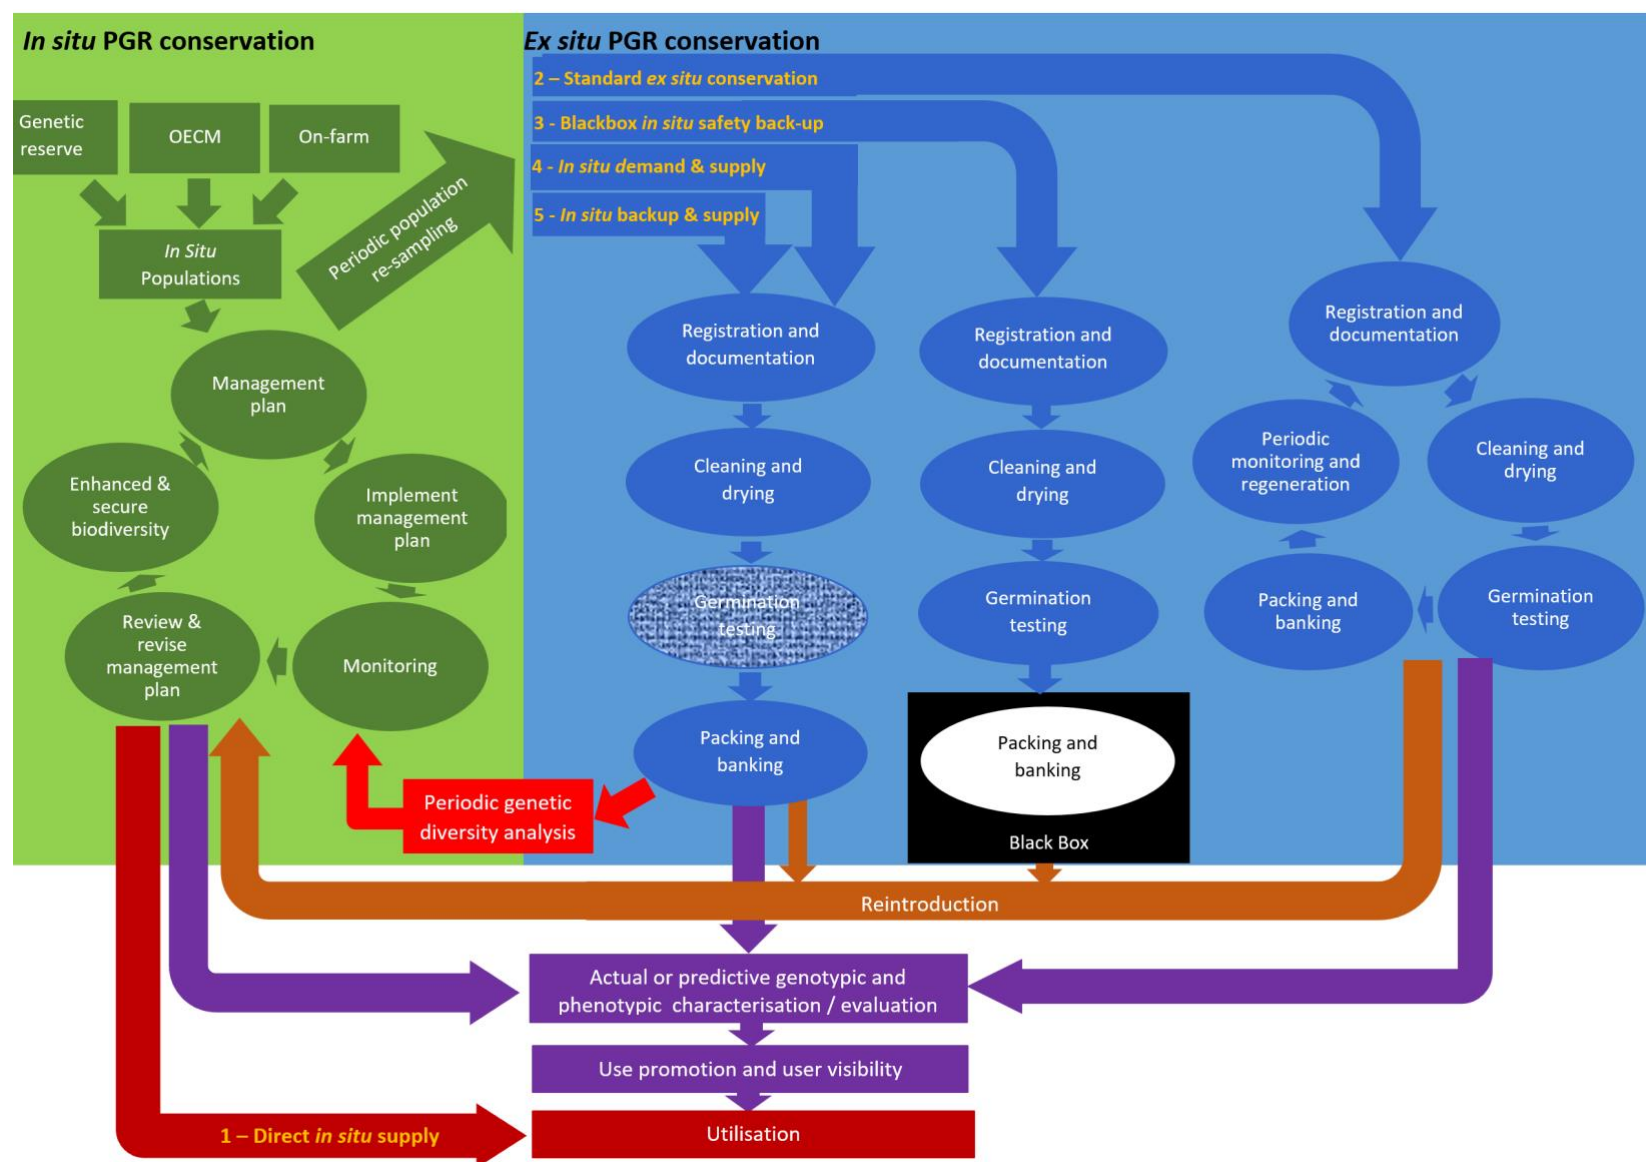 In situ PGR conservation
Ex situ PGR conservation
2 – Standard ex situ conservation
3 - Blackbox in situ safety back-up
4 - In situ demand & supply
5 - In situ backup & supply
Genetic
reserve
OECM
On-farm
In Situ
Populations
Periodic population
re-sampling
Management
plan
Implement
management
plan
Monitoring
Review &
revise
management
plan
Enhanced &
secure
biodiversity
Registration and
documentation
Cleaning and
drying
Germination
testing
Packing and
banking
Registration and
documentation
Cleaning and
drying
Germination
testing
Packing and
banking
Black Box
Registration and
documentation
Cleaning and
drying
Germination
testing
Packing and
banking
Periodic
monitoring and
regeneration
Periodic genetic
diversity analysis
Reintroduction
Actual or predictive genotypic and
phenotypic characterisation / evaluation
Use promotion and user visibility
1 – Direct in situ supply
Utilisation